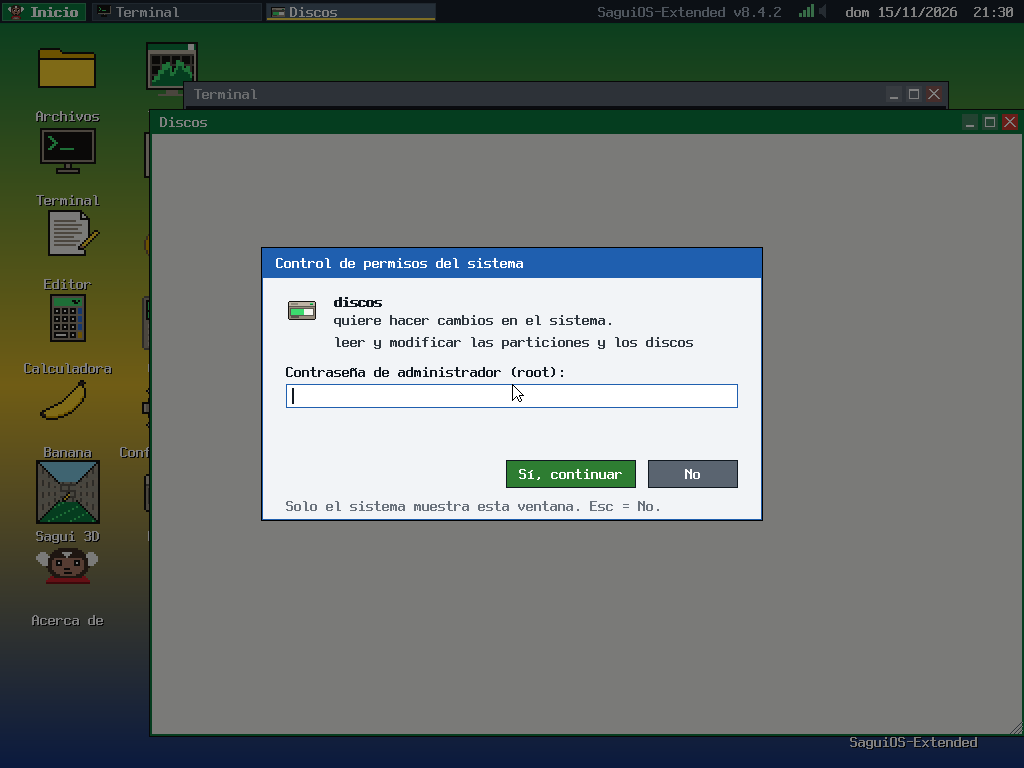 Inicio
Terminal
Discos
SaguiOS-Extended v8.4.2
dom 15/11/2026
21:30
Archivos
Terminal
Editor
Calculadora
Banana
Conf
Sagui 3D
Acerca de
Terminal
Discos
Control de permisos del sistema
discos
quiere hacer cambios en el sistema.
leer y modificar las particiones y los discos
Contraseña de administrador (root):
Sí, continuar
No
Solo el sistema muestra esta ventana. Esc = No.
SaguiOS-Extended